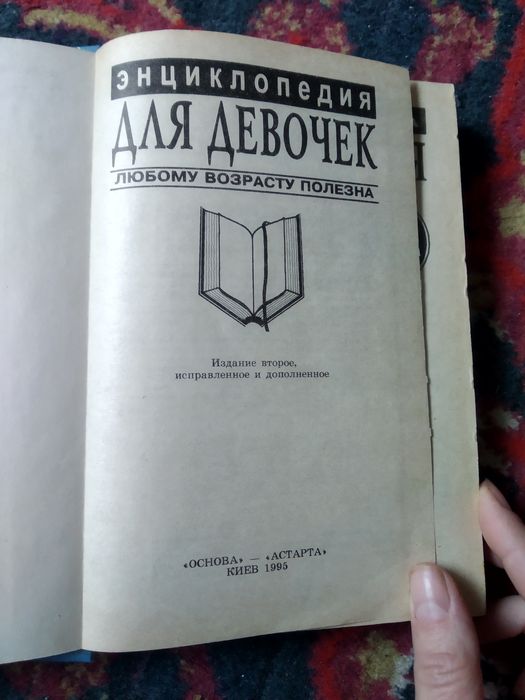 ЭНЦИКЛОПЕДИЯ
ДЛЯ ДЕВОЧЕК
ЛЮБОМУ ВОЗРАСТУ ПОЛЕЗНА
Издание второе,
исправленное и дополненное
«ОСНОВА» — «АСТАРТА»
КИЕВ 1995